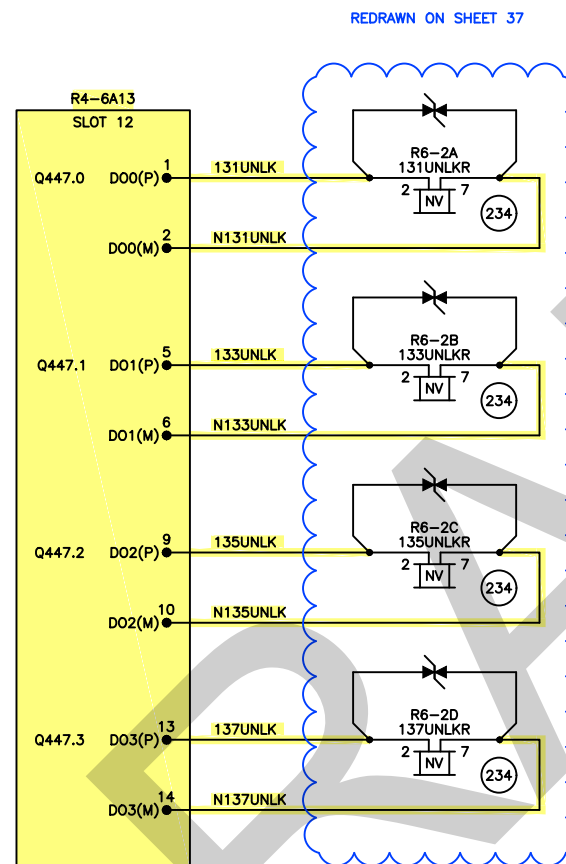 REDRAWN ON SHEET 37
R4-6A13
SLOT 12
Q447.0 DO0(P) 1 131UNLK
R6-2A
131UNLKR
2 NV 7
234
DO0(M) 2 N131UNLK
Q447.1 DO1(P) 5 133UNLK
R6-2B
133UNLKR
2 NV 7
234
DO1(M) 6 N133UNLK
Q447.2 DO2(P) 9 135UNLK
R6-2C
135UNLKR
2 NV 7
234
DO2(M) 10 N135UNLK
Q447.3 DO3(P) 13 137UNLK
R6-2D
137UNLKR
2 NV 7
234
DO3(M) 14 N137UNLK